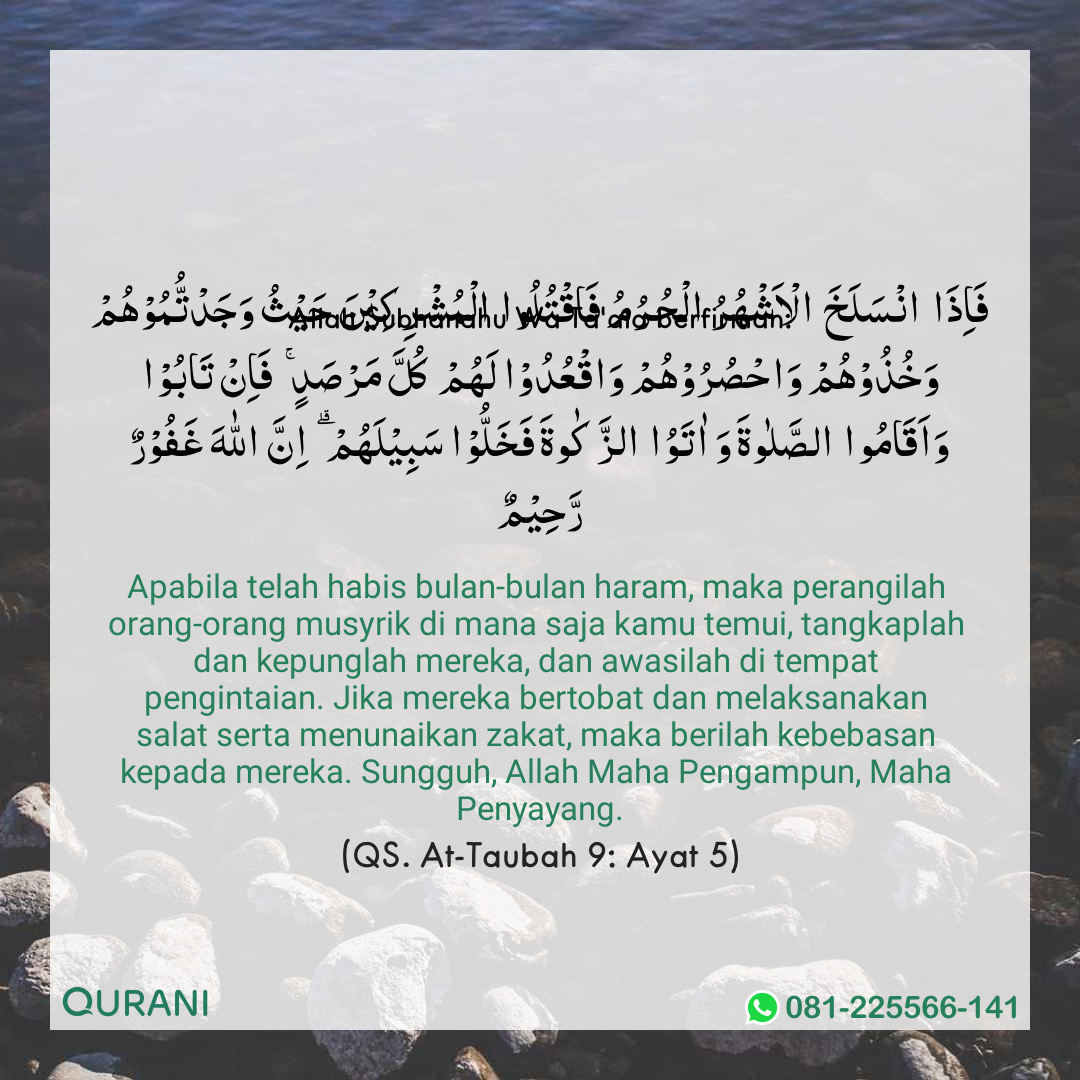 فَاِذَا انْسَلَخَ الْاَشْهُرُ الْحُرُمُ فَاقْتُلُوا الْمُشْرِكِيْنَ حَيْثُ وَجَدْتُّمُوْهُمْ
Allah Subhanahu Wa Ta'ala berfirman:
وَخُذُوْهُمْ وَاحْصُرُوْهُمْ وَاقْعُدُوْا لَهُمْ كُلَّ مَرْصَدٍ ۚ فَاِنْ تَابُوْا
وَاَقَامُوا الصَّلٰوةَ وَاٰتَوُا الزَّكٰوةَ فَخَلُّوْا سَبِيْلَهُمْ ۗ اِنَّ اللّٰهَ غَفُوْرٌ
رَّحِيْمٌ
Apabila telah habis bulan-bulan haram, maka perangilah
orang-orang musyrik di mana saja kamu temui, tangkaplah
dan kepunglah mereka, dan awasilah di tempat
pengintaian. Jika mereka bertobat dan melaksanakan
salat serta menunaikan zakat, maka berilah kebebasan
kepada mereka. Sungguh, Allah Maha Pengampun, Maha
Penyayang.
(QS. At-Taubah 9: Ayat 5)
QURANI
081-225566-141